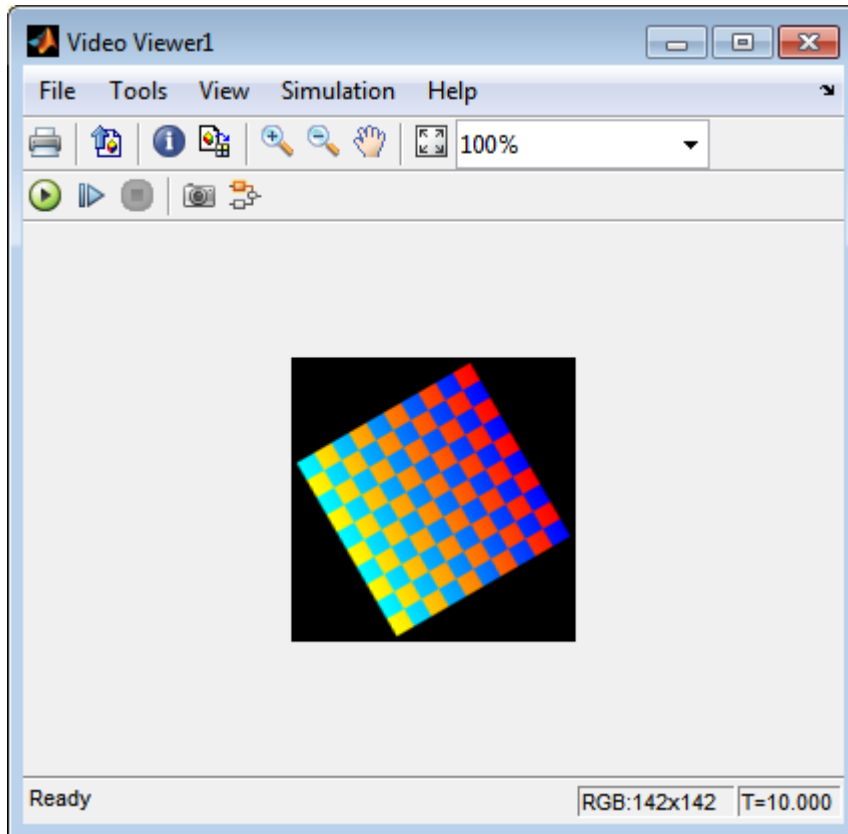 Video Viewer1
File Tools View Simulation Help
100%
Ready RGB:142x142 T=10.000